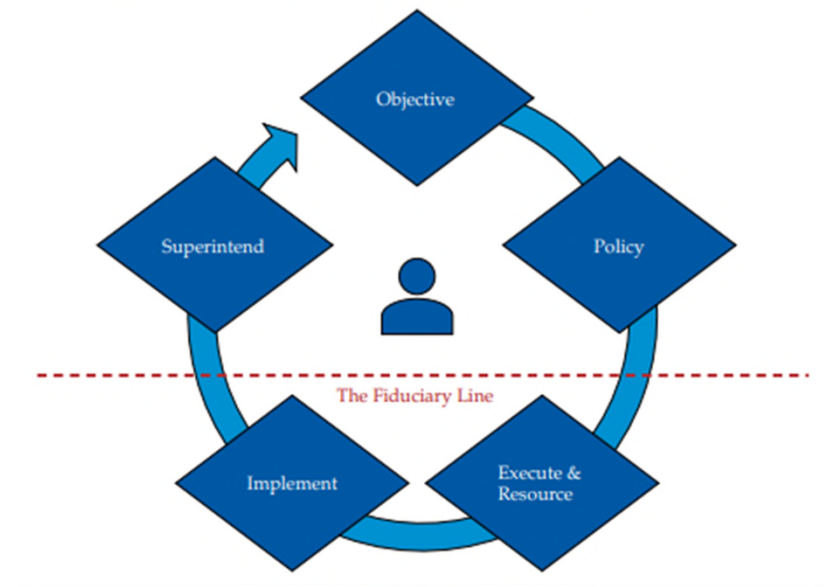 Objective
Superintend
Policy
The Fiduciary Line
Implement
Execute &
Resource